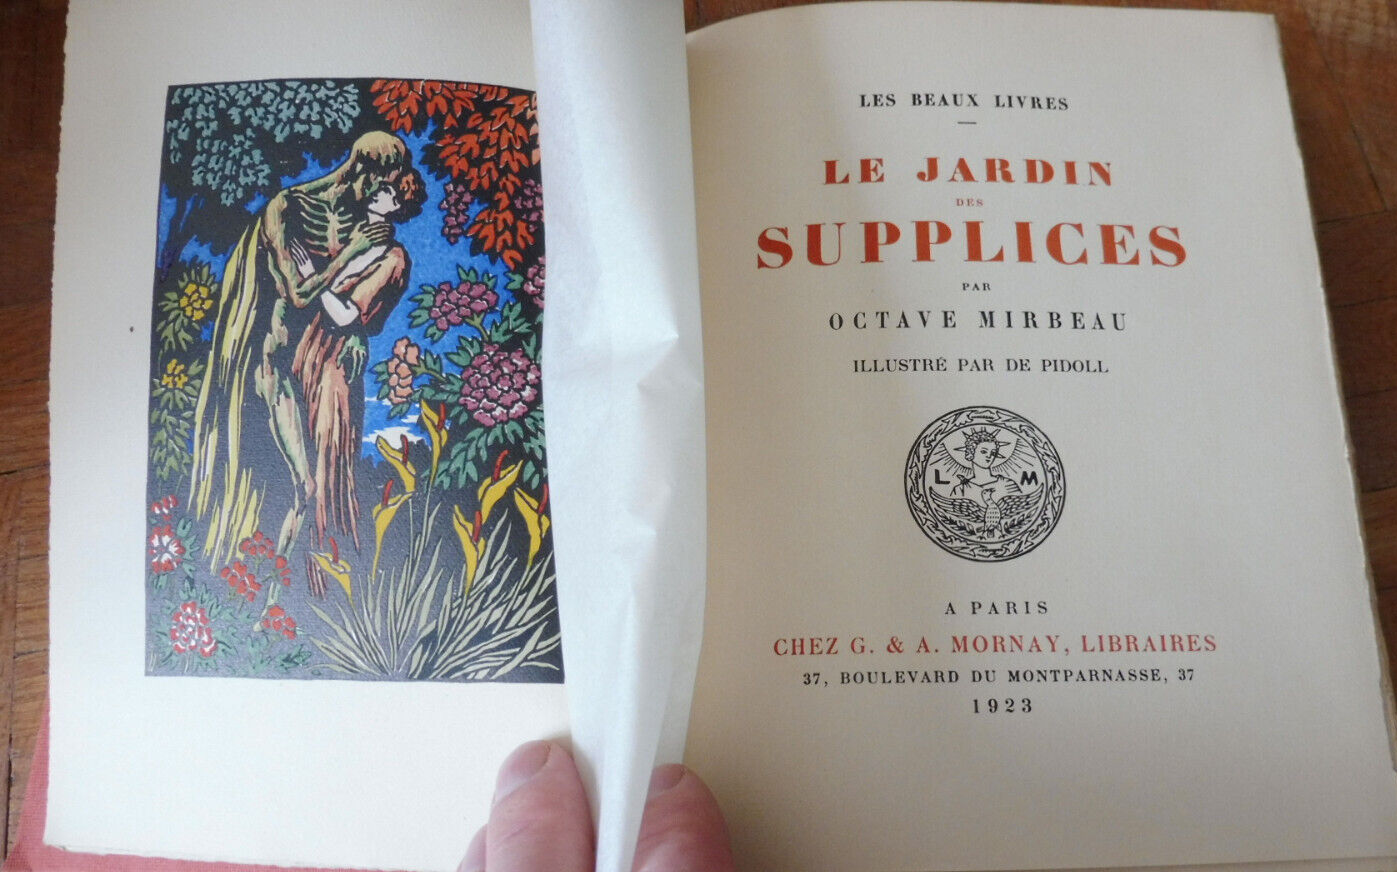 LES BEAUX LIVRES
LE JARDIN
DES
SUPPLICES
PAR
OCTAVE MIRBEAU
ILLUSTRÉ PAR DE PIDOLL
L M
A PARIS
CHEZ G. & A. MORNAY, LIBRAIRES
37, BOULEVARD DU MONTPARNASSE, 37
1923